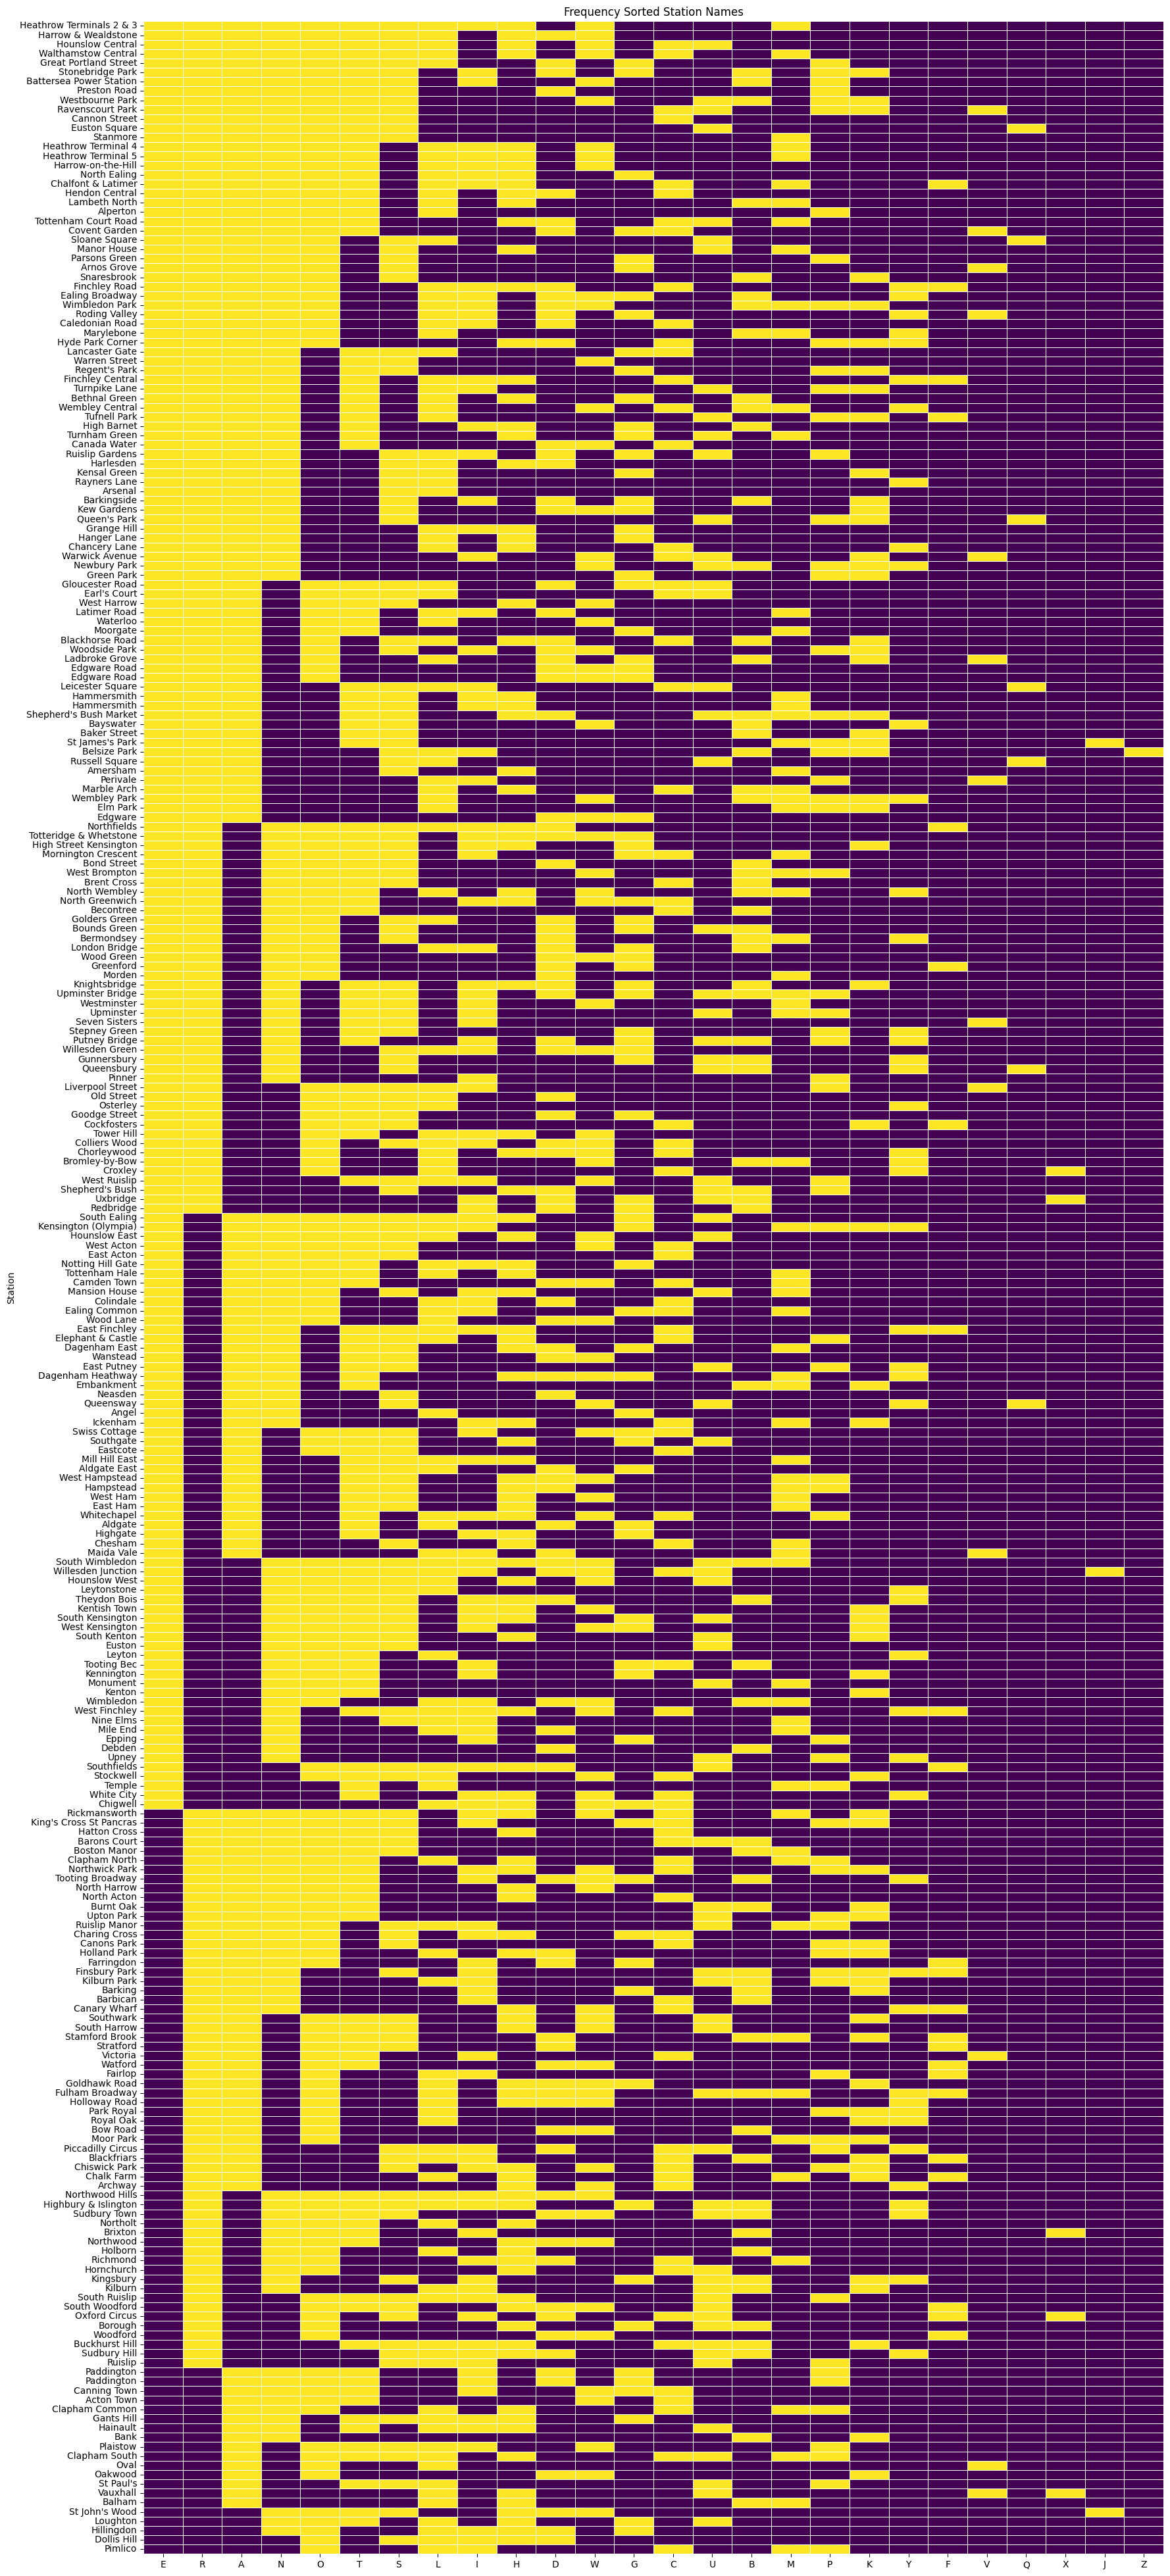 Frequency Sorted Station Names
Heathrow Terminals 2 & 3
Harrow & Wealdstone
Hounslow Central
Walthamstow Central
Great Portland Street
Stonebridge Park
Battersea Power Station
Preston Road
Westbourne Park
Ravenscourt Park
Cannon Street
Euston Square
Stanmore
Heathrow Terminal 4
Heathrow Terminal 5
Harrow-on-the-Hill
North Ealing
Chalfont & Latimer
Hendon Central
Lambeth North
Alperton
Tottenham Court Road
Covent Garden
Sloane Square
Manor House
Parsons Green
Arnos Grove
Snaresbrook
Finchley Road
Ealing Broadway
Wimbledon Park
Roding Valley
Caledonian Road
Marylebone
Hyde Park Corner
Lancaster Gate
Warren Street
Regent's Park
Finchley Central
Turnpike Lane
Bethnal Green
Wembley Central
Tufnell Park
High Barnet
Turnham Green
Canada Water
Ruislip Gardens
Harlesden
Kensal Green
Rayners Lane
Arsenal
Barkingside
Kew Gardens
Queen's Park
Grange Hill
Hanger Lane
Chancery Lane
Warwick Avenue
Newbury Park
Green Park
Gloucester Road
Earl's Court
West Harrow
Latimer Road
Waterloo
Moorgate
Blackhorse Road
Woodside Park
Ladbroke Grove
Edgware Road
Edgware Road
Leicester Square
Hammersmith
Hammersmith
Shepherd's Bush Market
Bayswater
Baker Street
St James's Park
Belsize Park
Russell Square
Amersham
Perivale
Marble Arch
Wembley Park
Elm Park
Edgware
Northfields
Totteridge & Whetstone
High Street Kensington
Mornington Crescent
Bond Street
West Brompton
Brent Cross
North Wembley
North Greenwich
Becontree
Golders Green
Bounds Green
Bermondsey
London Bridge
Wood Green
Greenford
Morden
Knightsbridge
Upminster Bridge
Westminster
Upminster
Seven Sisters
Stepney Green
Putney Bridge
Willesden Green
Gunnersbury
Queensbury
Pinner
Liverpool Street
Old Street
Osterley
Goodge Street
Cockfosters
Tower Hill
Colliers Wood
Chorleywood
Bromley-by-Bow
Croxley
West Ruislip
Shepherd's Bush
Uxbridge
Redbridge
South Ealing
Kensington (Olympia)
Hounslow East
West Acton
East Acton
Notting Hill Gate
Tottenham Hale
Camden Town
Mansion House
Colindale
Ealing Common
Wood Lane
East Finchley
Elephant & Castle
Dagenham East
Wanstead
East Putney
Dagenham Heathway
Embankment
Neasden
Queensway
Angel
Ickenham
Swiss Cottage
Southgate
Eastcote
Mill Hill East
Aldgate East
West Hampstead
Hampstead
West Ham
East Ham
Whitechapel
Aldgate
Highgate
Chesham
Maida Vale
South Wimbledon
Willesden Junction
Hounslow West
Leytonstone
Theydon Bois
Kentish Town
South Kensington
West Kensington
South Kenton
Euston
Leyton
Tooting Bec
Kennington
Monument
Kenton
Wimbledon
West Finchley
Nine Elms
Mile End
Epping
Debden
Upney
Southfields
Stockwell
Temple
White City
Chigwell
Rickmansworth
King's Cross St Pancras
Hatton Cross
Barons Court
Boston Manor
Clapham North
Northwick Park
Tooting Broadway
North Harrow
North Acton
Burnt Oak
Upton Park
Ruislip Manor
Charing Cross
Canons Park
Holland Park
Farringdon
Finsbury Park
Kilburn Park
Barking
Barbican
Canary Wharf
Southwark
South Harrow
Stamford Brook
Stratford
Victoria
Watford
Fairlop
Goldhawk Road
Fulham Broadway
Holloway Road
Park Royal
Royal Oak
Bow Road
Moor Park
Piccadilly Circus
Blackfriars
Chiswick Park
Chalk Farm
Archway
Northwood Hills
Highbury & Islington
Sudbury Town
Northolt
Brixton
Northwood
Holborn
Richmond
Hornchurch
Kingsbury
Kilburn
South Ruislip
South Woodford
Oxford Circus
Borough
Woodford
Buckhurst Hill
Sudbury Hill
Ruislip
Paddington
Paddington
Canning Town
Acton Town
Clapham Common
Gants Hill
Hainault
Bank
Plaistow
Clapham South
Oval
Oakwood
St Paul's
Vauxhall
Balham
St John's Wood
Loughton
Hillingdon
Dollis Hill
Pimlico
Station
E R A N O T S L I H D W G C U B M P K Y F V Q X J Z